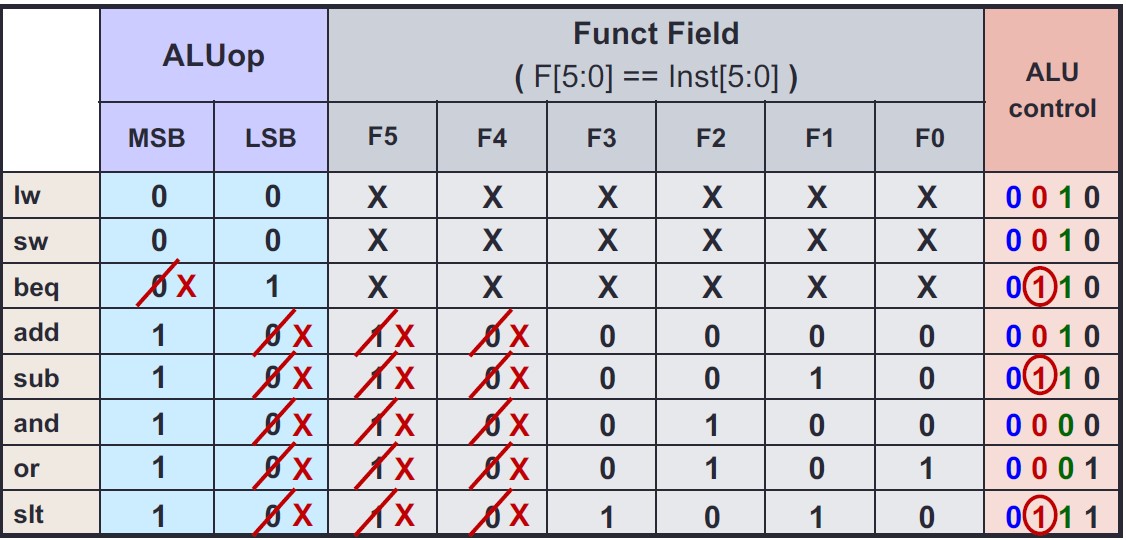 ALUop Funct Field
( F[5:0] == Inst[5:0] ) ALU control
MSB LSB F5 F4 F3 F2 F1 F0
lw 0 0 X X X X X X 0 0 1 0
sw 0 0 X X X X X X 0 0 1 0
beq 0 X 1 X X X X X X 0 1 1 0
add 1 0 X 1 X 0 X 0 0 0 0 0 0 1 0
sub 1 0 X 1 X 0 X 0 0 1 0 0 1 1 0
and 1 0 X 1 X 0 X 0 1 0 0 0 0 0 0
or 1 0 X 1 X 0 X 0 1 0 1 0 0 0 1
slt 1 0 X 1 X 0 X 1 0 1 0 0 1 1 1